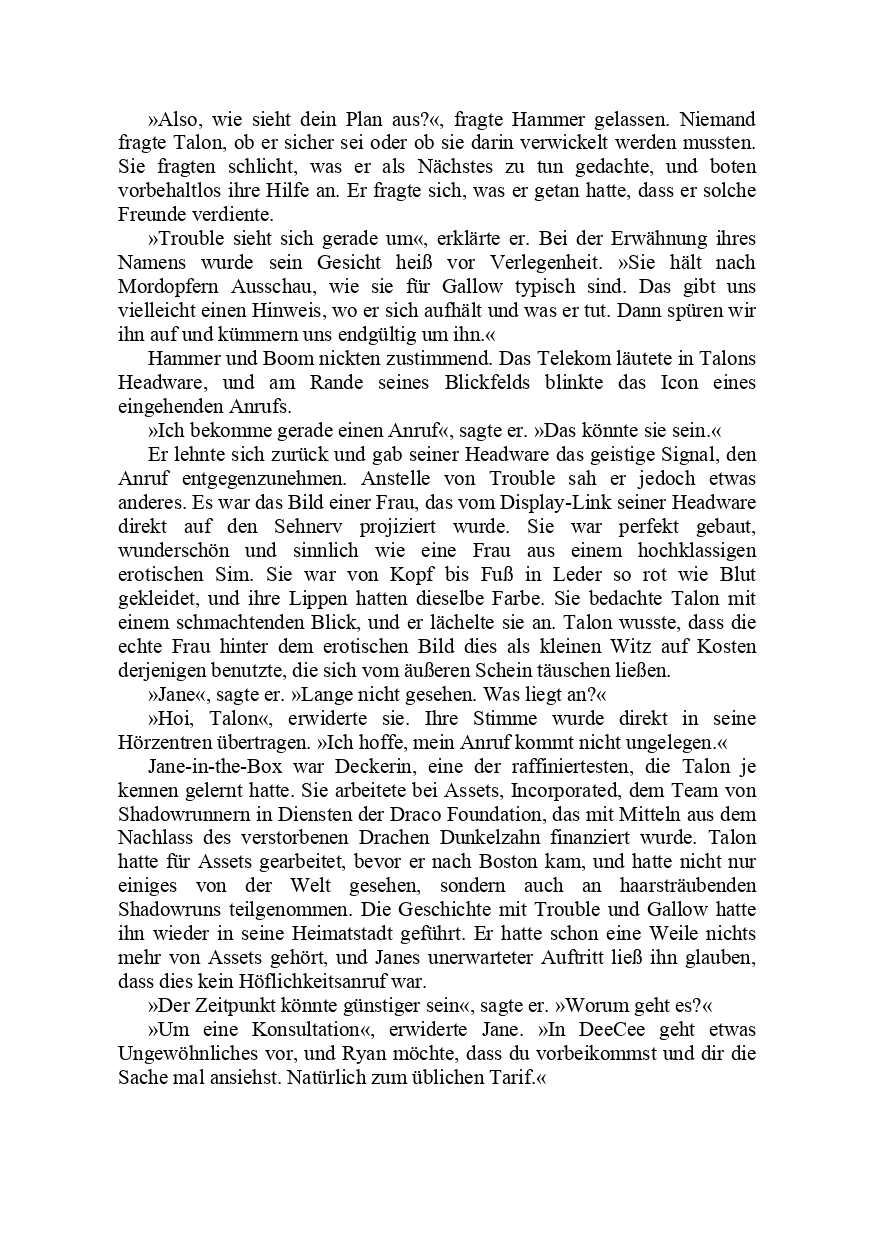 »Also, wie sieht dein Plan aus?«, fragte Hammer gelassen. Niemand
fragte Talon, ob er sicher sei oder ob sie darin verwickelt werden mussten.
Sie fragten schlicht, was er als Nächstes zu tun gedachte, und boten
vorbehaltlos ihre Hilfe an. Er fragte sich, was er getan hatte, dass er solche
Freunde verdiente.
»Trouble sieht sich gerade um«, erklärte er. Bei der Erwähnung ihres
Namens wurde sein Gesicht heiß vor Verlegenheit. »Sie hält nach
Mordopfern Ausschau, wie sie für Gallow typisch sind. Das gibt uns
vielleicht einen Hinweis, wo er sich aufhält und was er tut. Dann spüren wir
ihn auf und kümmern uns endgültig um ihn.«
Hammer und Boom nickten zustimmend. Das Telekom läutete in Talons
Headware, und am Rande seines Blickfelds blinkte das Icon eines
eingehenden Anrufs.
»Ich bekomme gerade einen Anruf«, sagte er. »Das könnte sie sein.«
Er lehnte sich zurück und gab seiner Headware das geistige Signal, den
Anruf entgegenzunehmen. Anstelle von Trouble sah er jedoch etwas
anderes. Es war das Bild einer Frau, das vom Display-Link seiner Headware
direkt auf den Sehnerv projiziert wurde. Sie war perfekt gebaut,
wunderschön und sinnlich wie eine Frau aus einem hochklassigen
erotischen Sim. Sie war von Kopf bis Fuß in Leder so rot wie Blut
gekleidet, und ihre Lippen hatten dieselbe Farbe. Sie bedachte Talon mit
einem schmachtenden Blick, und er lächelte sie an. Talon wusste, dass die
echte Frau hinter dem erotischen Bild dies als kleinen Witz auf Kosten
derjenigen benutzte, die sich vom äußeren Schein täuschen ließen.
»Jane«, sagte er. »Lange nicht gesehen. Was liegt an?«
»Hoi, Talon«, erwiderte sie. Ihre Stimme wurde direkt in seine
Hörzentren übertragen. »Ich hoffe, mein Anruf kommt nicht ungelegen.«
Jane-in-the-Box war Deckerin, eine der raffiniertesten, die Talon je
kennen gelernt hatte. Sie arbeitete bei Assets, Incorporated, dem Team von
Shadowrunnern in Diensten der Draco Foundation, das mit Mitteln aus dem
Nachlass des verstorbenen Drachen Dunkelzahn finanziert wurde. Talon
hatte für Assets gearbeitet, bevor er nach Boston kam, und hatte nicht nur
einiges von der Welt gesehen, sondern auch an haarsträubenden
Shadowruns teilgenommen. Die Geschichte mit Trouble und Gallow hatte
ihn wieder in seine Heimatstadt geführt. Er hatte schon eine Weile nichts
mehr von Assets gehört, und Janes unerwarteter Auftritt ließ ihn glauben,
dass dies kein Höflichkeitsanruf war.
»Der Zeitpunkt könnte günstiger sein«, sagte er. »Worum geht es?«
»Um eine Konsultation«, erwiderte Jane. »In DeeCee geht etwas
Ungewöhnliches vor, und Ryan möchte, dass du vorbeikommst und dir die
Sache mal ansiehst. Natürlich zum üblichen Tarif.«